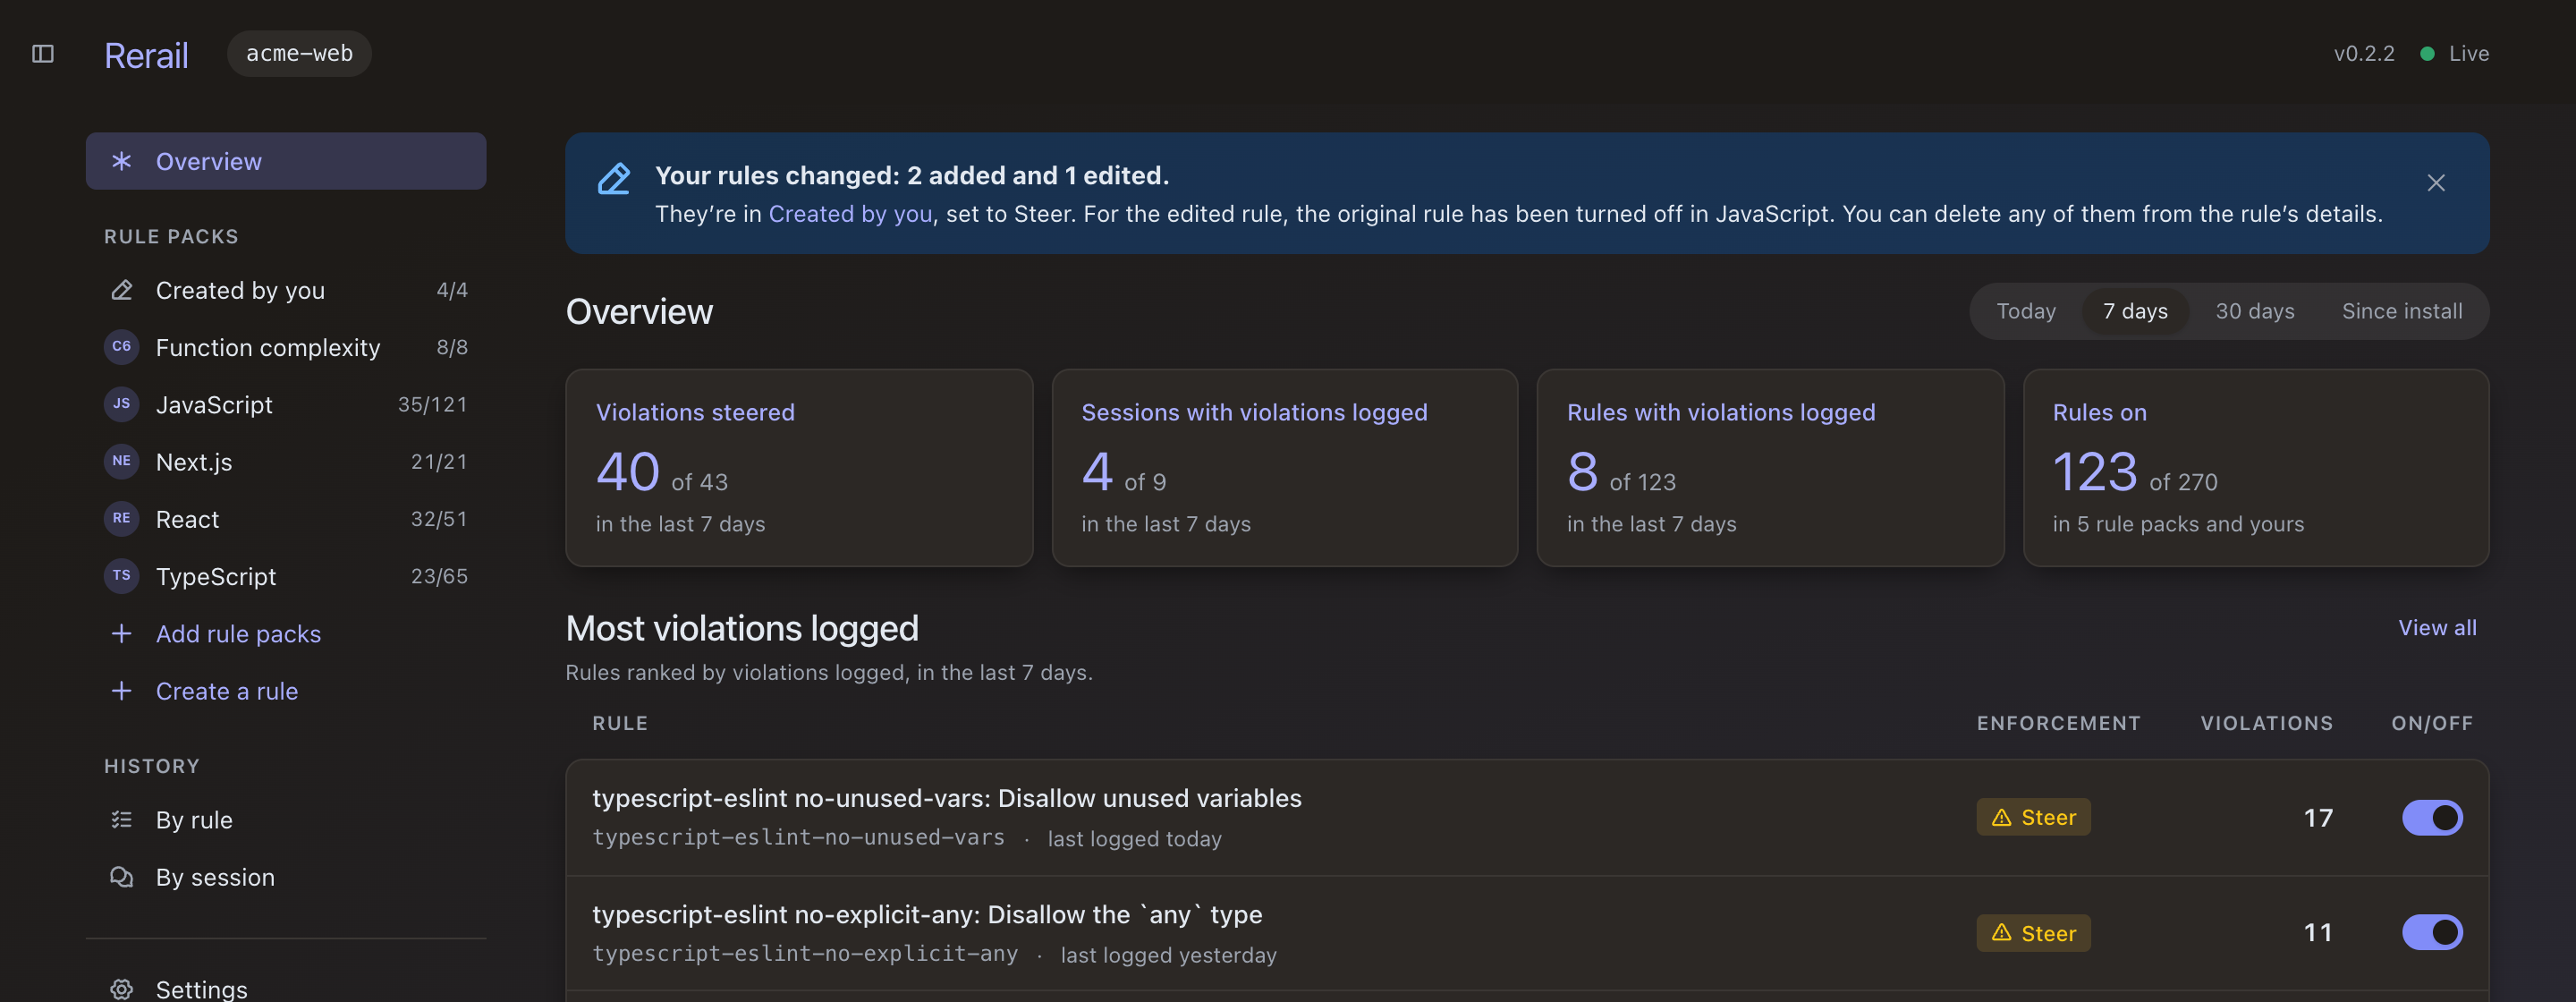 Rerail
acme-web
v0.2.2
Live
Overview
RULE PACKS
Created by you 4/4
C6 Function complexity 8/8
JS JavaScript 35/121
NE Next.js 21/21
RE React 32/51
TS TypeScript 23/65
Add rule packs
Create a rule
HISTORY
By rule
By session
Settings
Your rules changed: 2 added and 1 edited.
They’re in Created by you, set to Steer. For the edited rule, the original rule has been turned off in JavaScript. You can delete any of them from the rule’s details.
Overview
Today 7 days 30 days Since install
Violations steered
40 of 43
in the last 7 days
Sessions with violations logged
4 of 9
in the last 7 days
Rules with violations logged
8 of 123
in the last 7 days
Rules on
123 of 270
in 5 rule packs and yours
Most violations logged
View all
Rules ranked by violations logged, in the last 7 days.
RULE ENFORCEMENT VIOLATIONS ON/OFF
typescript-eslint no-unused-vars: Disallow unused variables
typescript-eslint-no-unused-vars · last logged today
Steer 17
typescript-eslint no-explicit-any: Disallow the `any` type
typescript-eslint-no-explicit-any · last logged yesterday
Steer 11